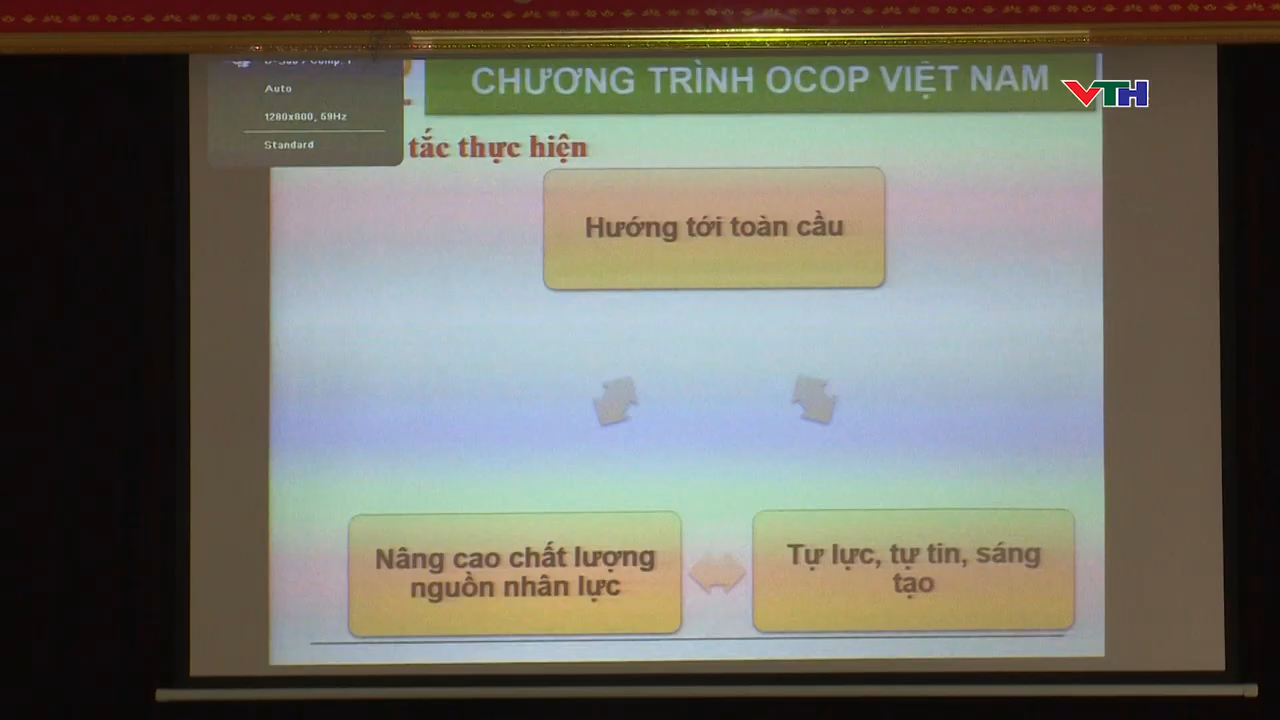 Auto
1280x800, 59Hz
Standard
CHƯƠNG TRÌNH OCOP VIỆT NAM
VTH
tắc thực hiện
Hướng tới toàn cầu
Nâng cao chất lượng
nguồn nhân lực
Tự lực, tự tin, sáng
tạo